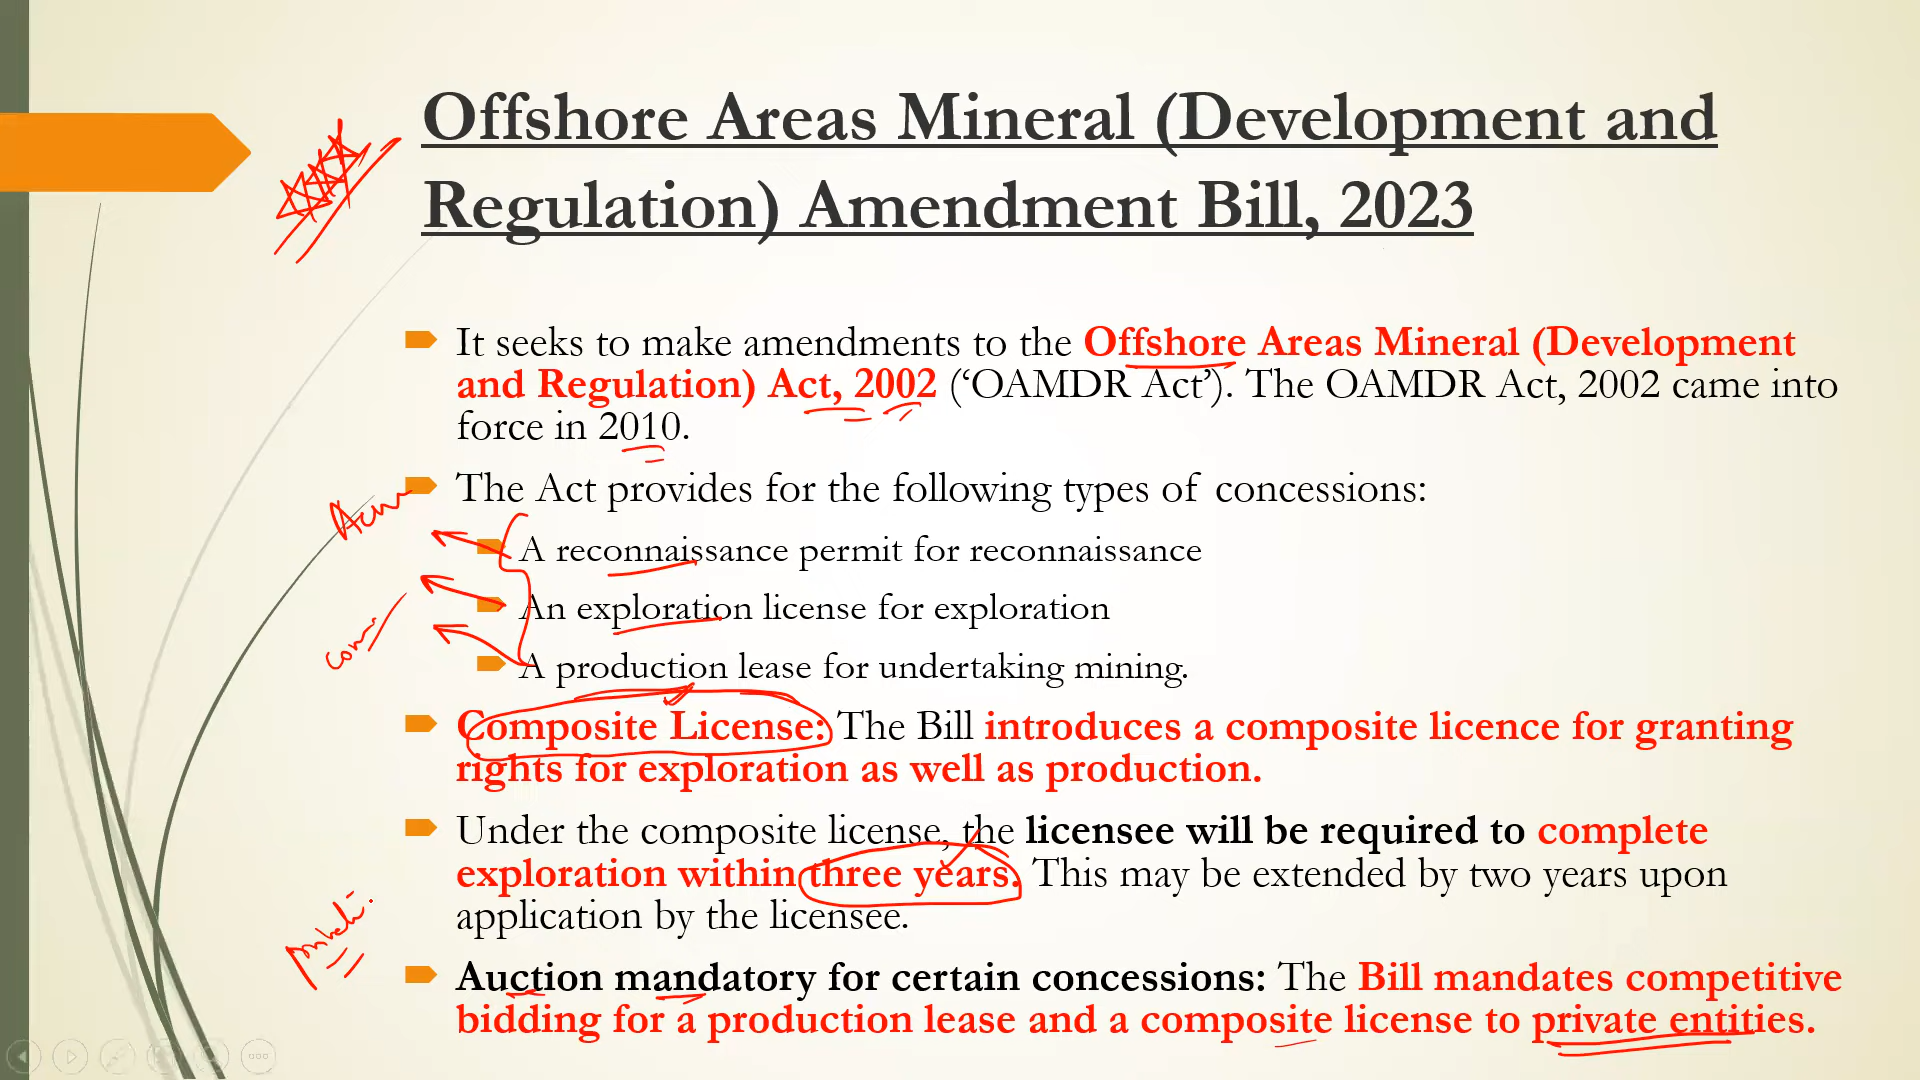 Offshore Areas Mineral (Development and
Regulation) Amendment Bill, 2023
It seeks to make amendments to the Offshore Areas Mineral (Development
and Regulation) Act, 2002 (‘OAMDR Act’). The OAMDR Act, 2002 came into
force in 2010.
The Act provides for the following types of concessions:
A reconnaissance permit for reconnaissance
An exploration license for exploration
A production lease for undertaking mining.
Composite License: The Bill introduces a composite licence for granting
rights for exploration as well as production.
Under the composite license, the licensee will be required to complete
exploration within three years. This may be extended by two years upon
application by the licensee.
Auction mandatory for certain concessions: The Bill mandates competitive
bidding for a production lease and a composite license to private entities.